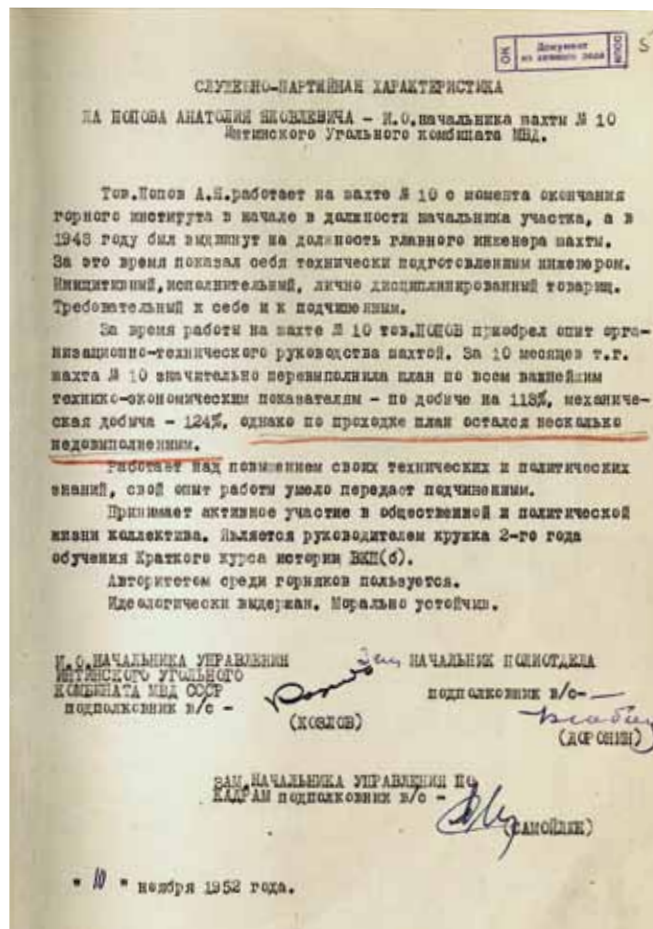 ОК
Документ
из личного дела
5
СЛУЖЕБНО-ПАРТИЙНАЯ ХАРАКТЕРИСТИКА
НА ПОПОВА АНАТОЛИЯ ЯКОВЛЕВИЧА - И.О.начальника шахты № 10
Интинского Угольного комбината МВД.
Тов.Попов А.Я.работает на шахте № 10 с момента окончания
горного института в начале в должности начальника участка, а в
1948 году был выдвинут на должность главного инженера шахты.
За это время показал себя технически подготовленным инженером.
Инициативный,исполнительный, лично дисциплинированный товарищ.
Требовательный к себе и к подчиненным.
За время работы на шахте № 10 тов.ПОПОВ приобрел опыт орга-
низационно-технического руководства шахтой. За 10 месяцев т.г.
шахта № 10 значительно перевыполнила план по всем важнейшим
технико-экономическим показателям - по добыче на 113%, механиче-
ская добыча - 124%, однако по проходке план остался несколько
недовыполненным.
Работает над повышением своих технических и политических
знаний, свой опыт работы умело передает подчиненным.
Принимает активное участие в общественной и политической
жизни коллектива. Является руководителем кружка 2-го года
обучения Краткого курса истории ВКП(б).
Авторитетом среди горняков пользуется.
Идеологически выдержан. Морально устойчив.
И.О.НАЧАЛЬНИКА УПРАВЛЕНИЯ
ИНТИНСКОГО УГОЛЬНОГО
КОМБИНАТА МВД СССР
подполковник в/с -
(КОЗЛОВ)
Зам НАЧАЛЬНИК ПОЛИОТДЕЛА
подполковник в/с-
(ДОРОНИН)
ЗАМ.НАЧАЛЬНИКА УПРАВЛЕНИЯ ПО
КАДРАМ подполковник в/с -
(САМОЙЛИК)
" 10 " ноября 1952 года.